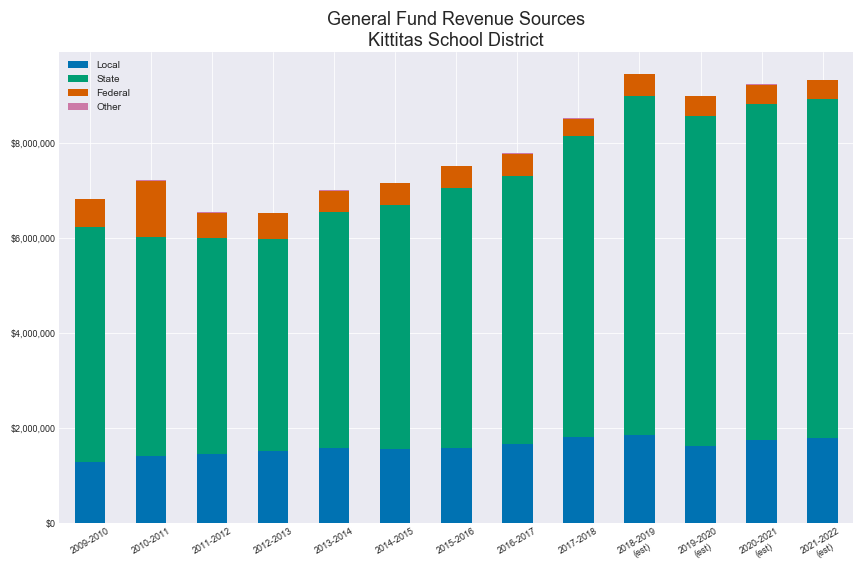 General Fund Revenue Sources
Kittitas School District
Local
State
Federal
Other
$8,000,000
$6,000,000
$4,000,000
$2,000,000
$0
2009-2010
2010-2011
2011-2012
2012-2013
2013-2014
2014-2015
2015-2016
2016-2017
2017-2018
2018-2019
(est)
2019-2020
(est)
2020-2021
(est)
2021-2022
(est)